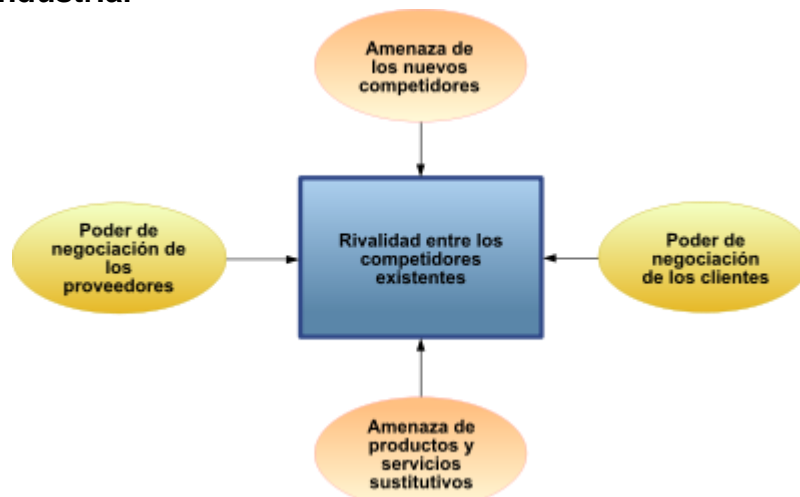 Amenaza de
los nuevos
competidores
Poder de
negociación de
los
proveedores
Rivalidad entre los
competidores
existentes
Poder de
negociación
de los clientes
Amenaza de
productos y
servicios
sustitutivos